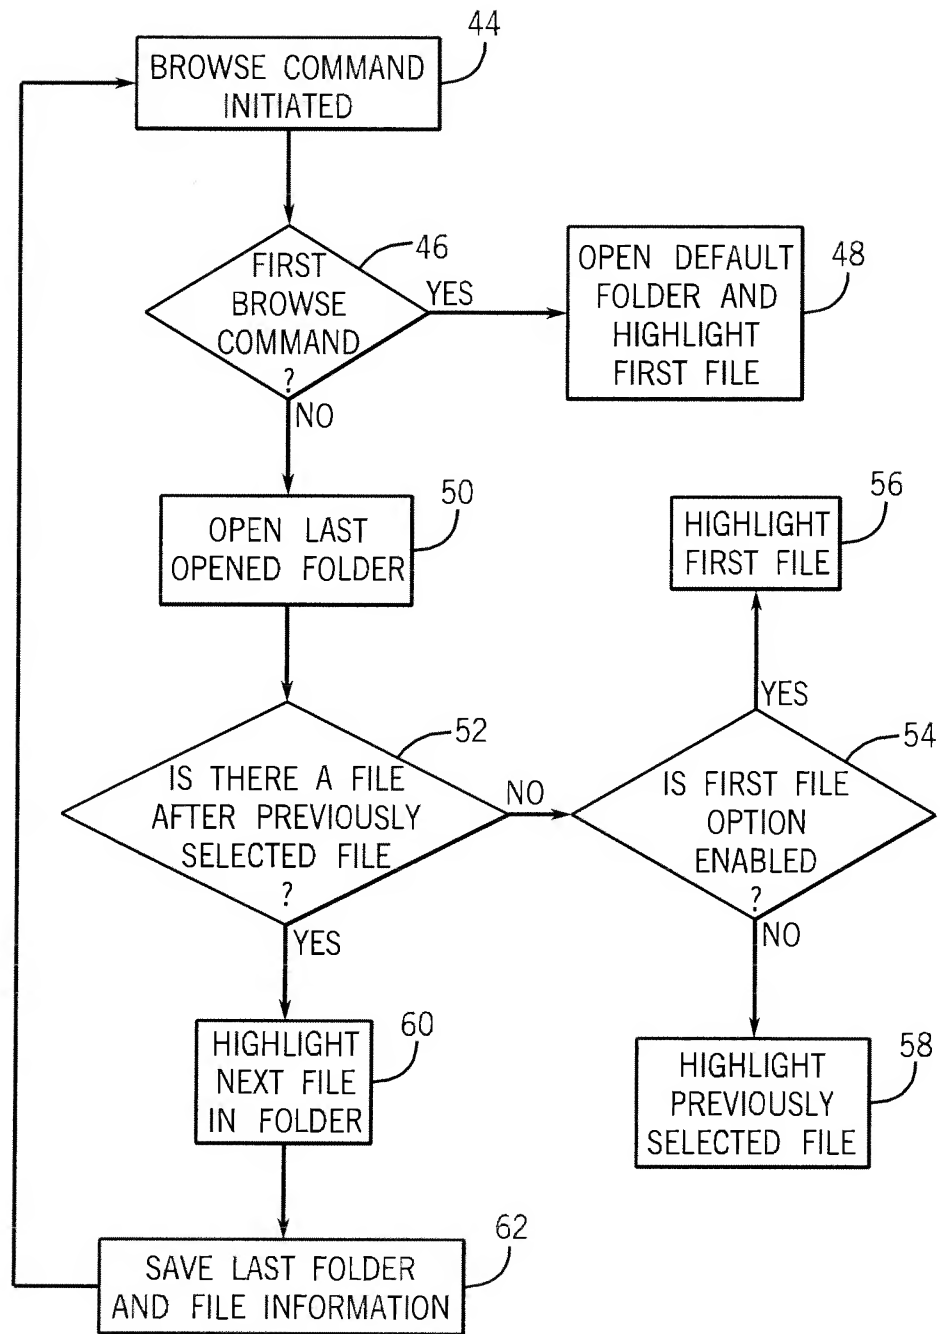 44
BROWSE COMMAND
INITIATED
46
FIRST
BROWSE
COMMAND
?
YES
NO
48
OPEN DEFAULT
FOLDER AND
HIGHLIGHT
FIRST FILE
50
OPEN LAST
OPENED FOLDER
56
HIGHLIGHT
FIRST FILE
52
IS THERE A FILE
AFTER PREVIOUSLY
SELECTED FILE
?
NO
YES
54
YES
IS FIRST FILE
OPTION
ENABLED
?
NO
60
HIGHLIGHT
NEXT FILE
IN FOLDER
58
HIGHLIGHT
PREVIOUSLY
SELECTED FILE
62
SAVE LAST FOLDER
AND FILE INFORMATION